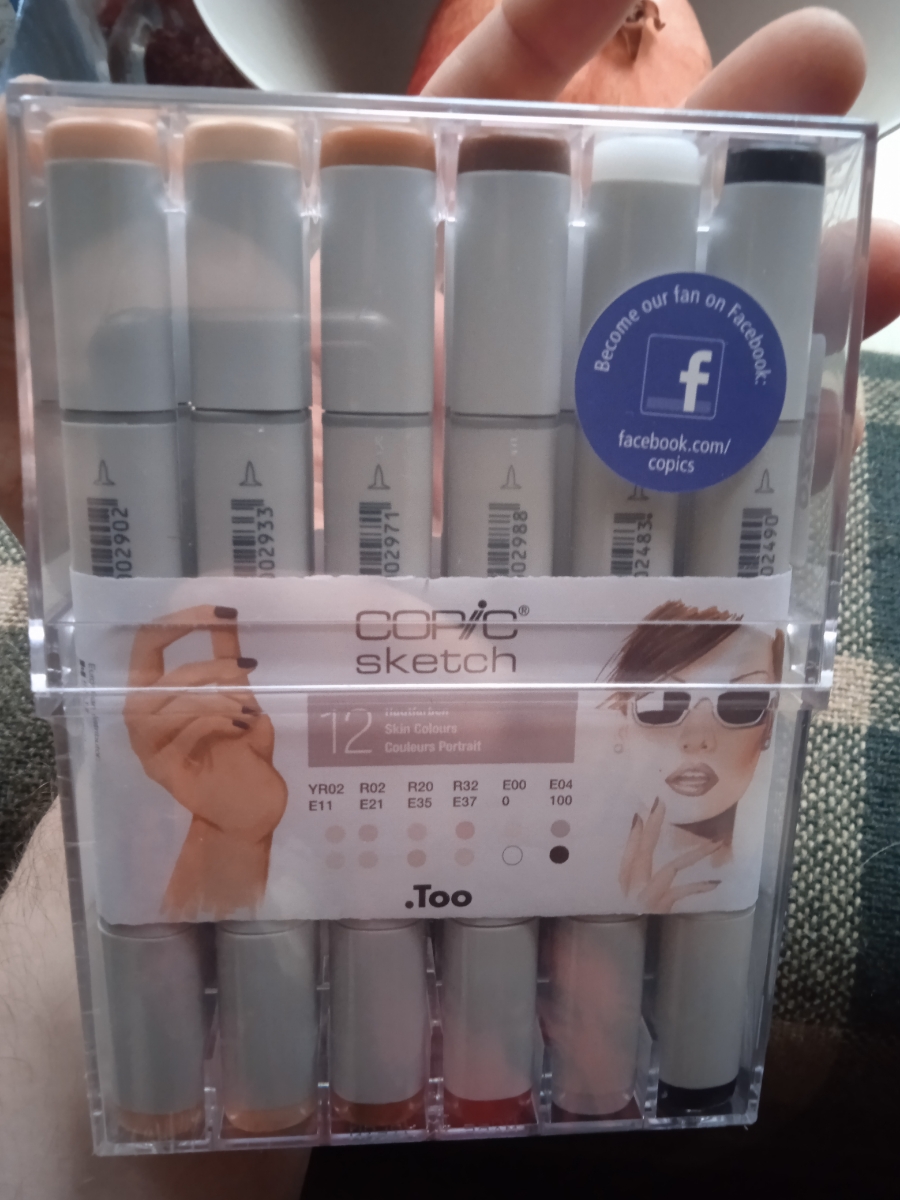 Become our fan on Facebook:
f
facebook.com/
copics
002902
002933
002971
002988
02483
02490
COPiC®
sketch
12
Hautfarben
Skin Colours
Couleurs Portrait
YR02 R02 R20 R32 E00 E04
E11 E21 E35 E37 0 100
.Too